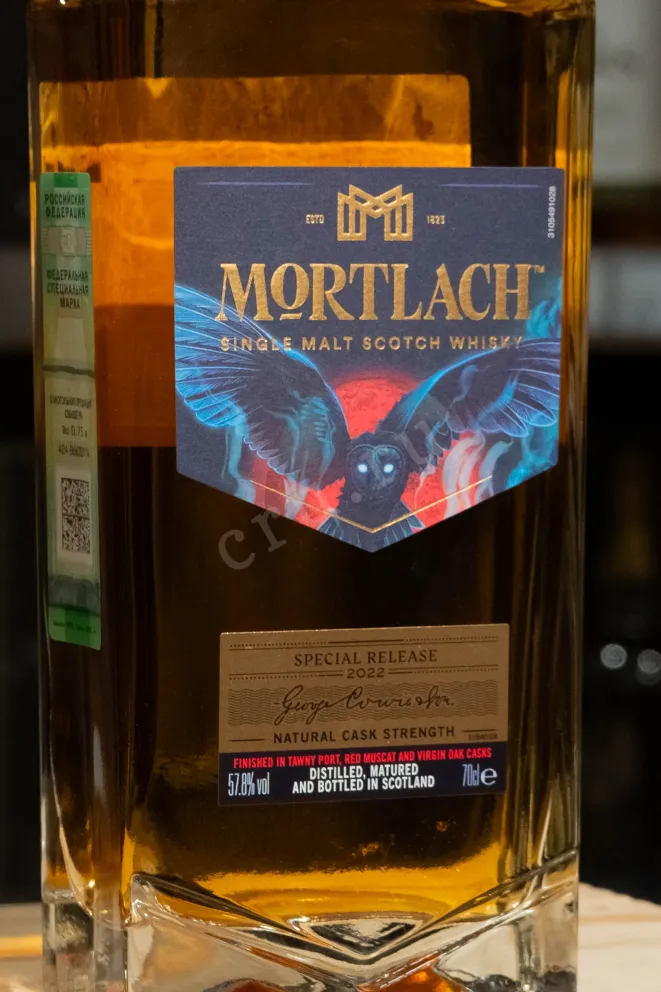 РОССИЙСКАЯ
ФЕДЕРАЦИЯ
ФЕДЕРАЛЬНАЯ
СПЕЦИАЛЬНАЯ
МАРКА
ESTD 1823
3105491028
MORTLACH™
SINGLE MALT SCOTCH WHISKY
SPECIAL RELEASE
2022
George Cowie & Son.
NATURAL CASK STRENGTH
FINISHED IN TAWNY PORT, RED MUSCAT AND VIRGIN OAK CASKS
57.8% vol
DISTILLED, MATURED
AND BOTTLED IN SCOTLAND
70cl e